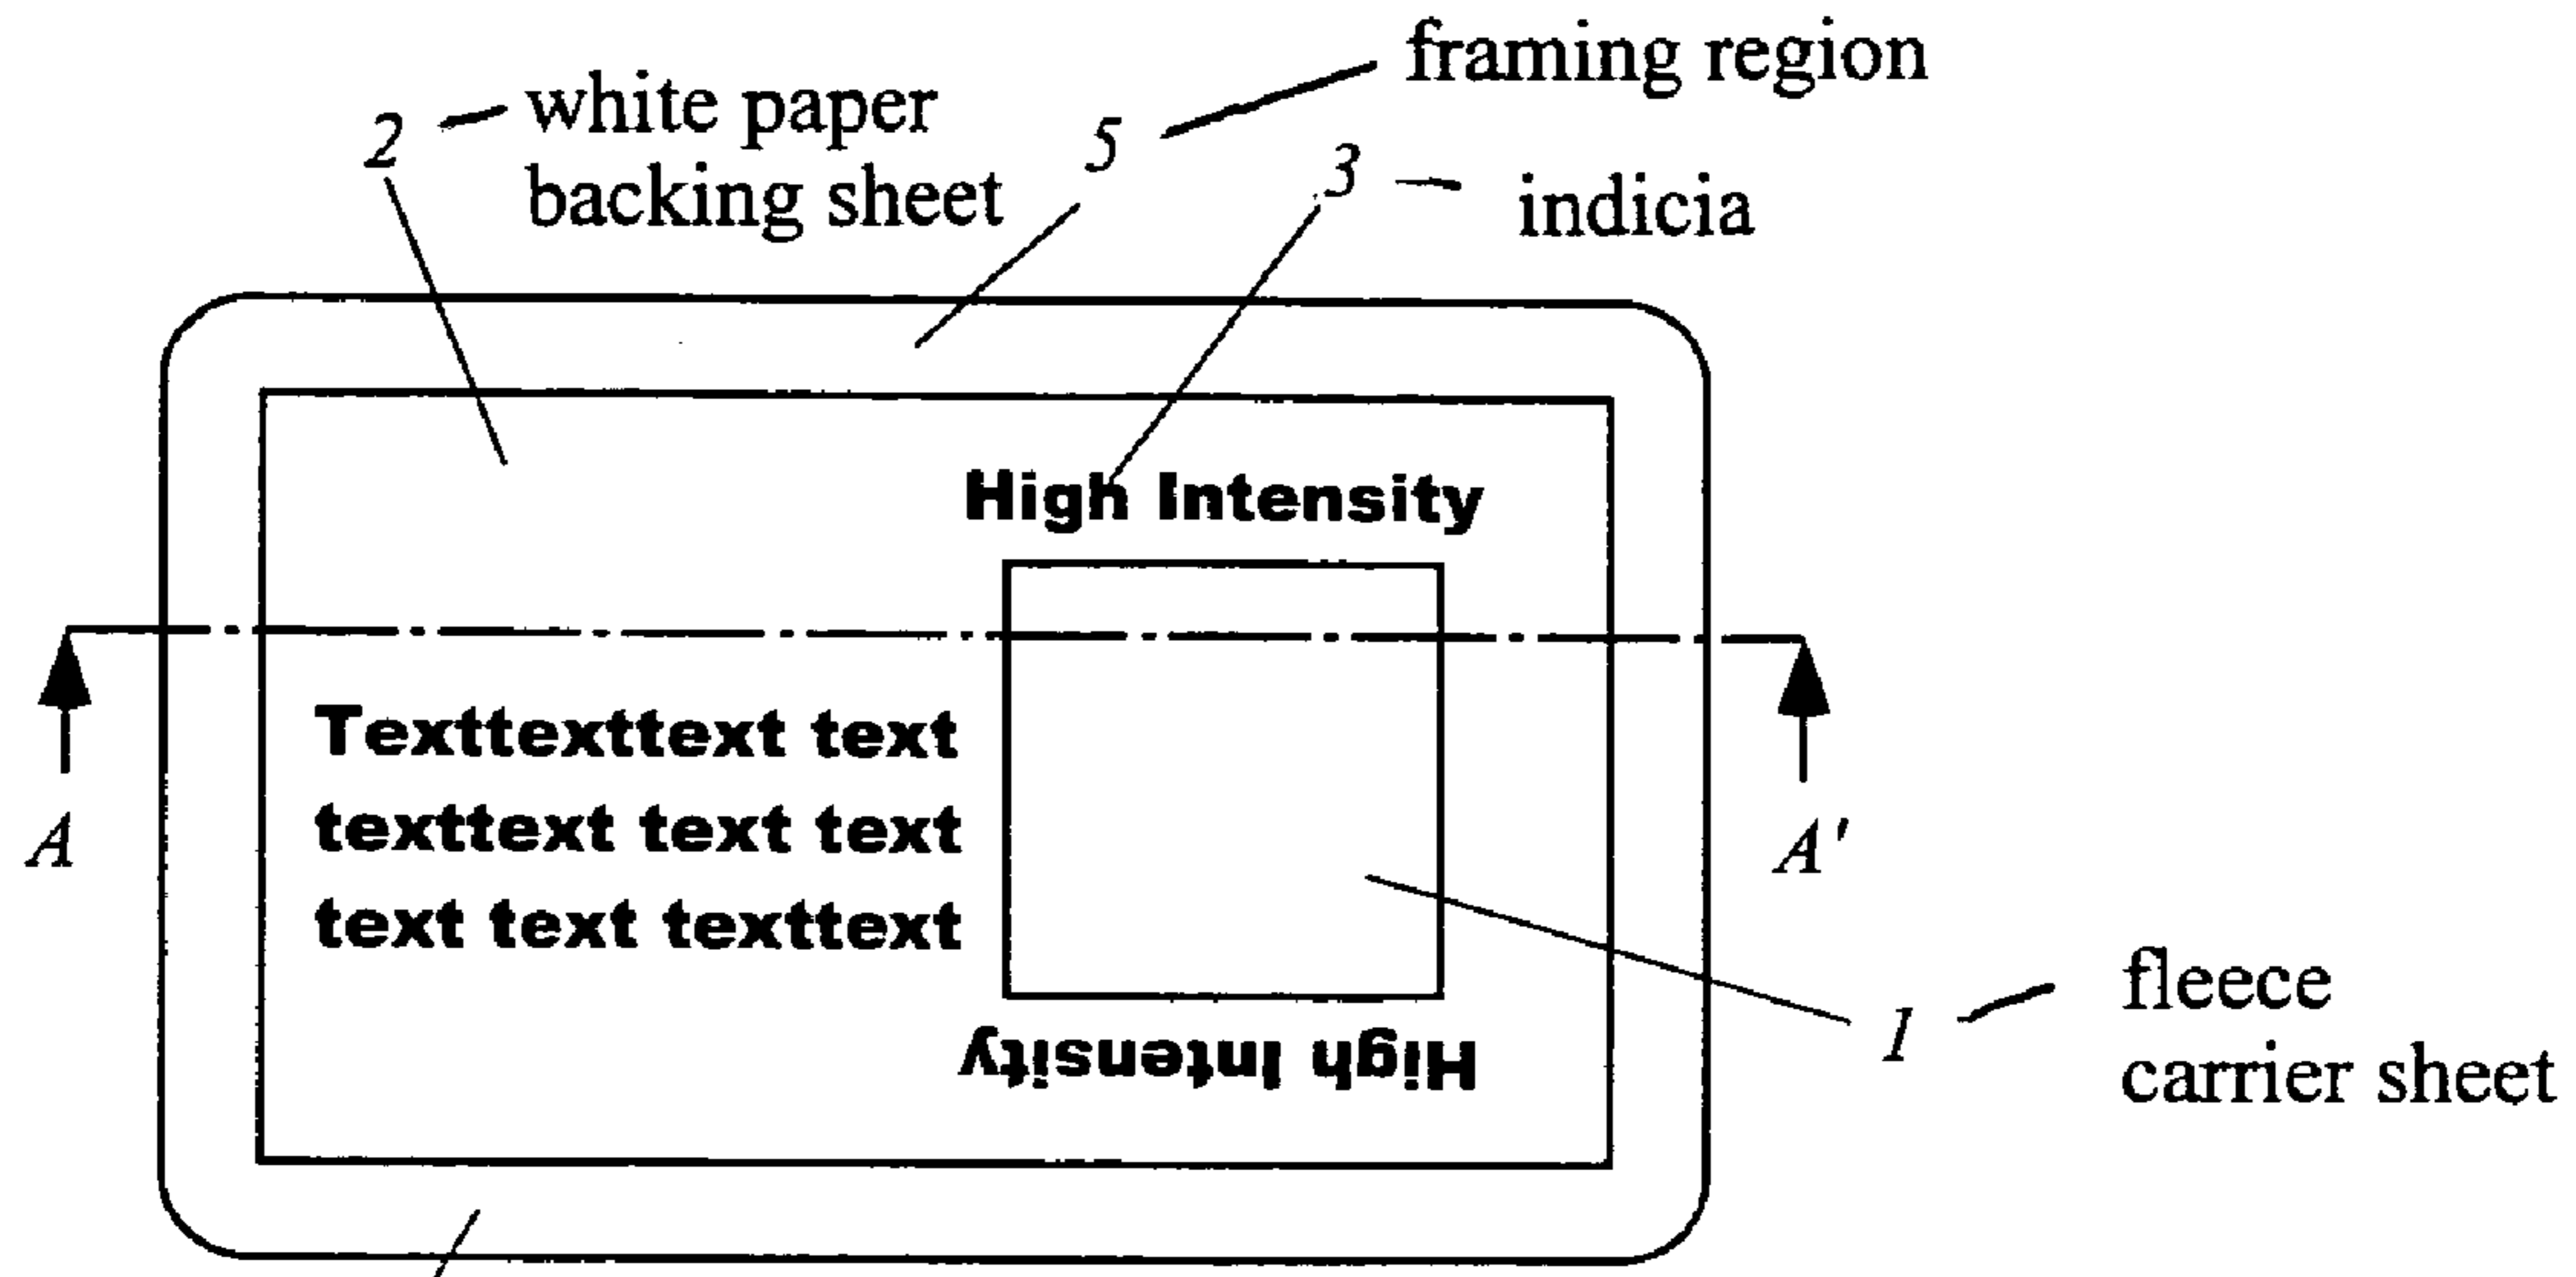 framing region
2 white paper
backing sheet
5
3 indicia
High Intensity
Texttexttext text
texttext text text
text text texttext
A
A'
High Intensity
1 fleece
carrier sheet